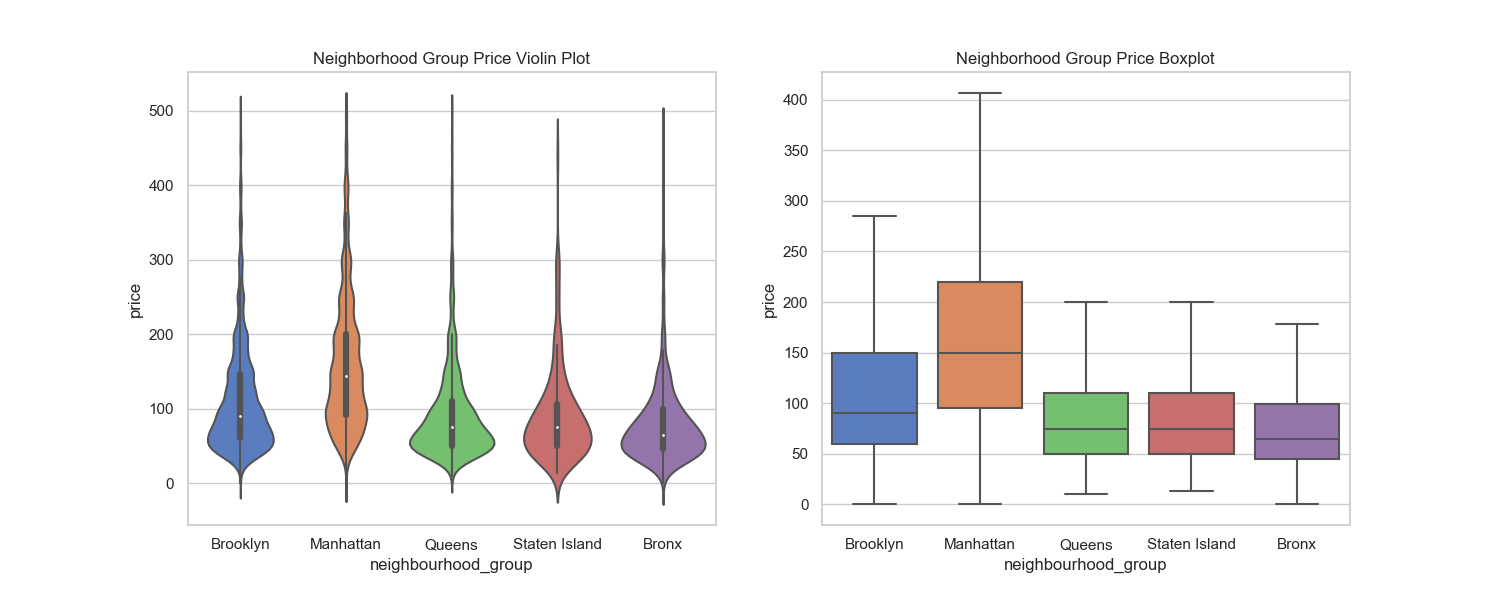 Neighborhood Group Price Violin Plot
500
400
300
200
100
0
price
Brooklyn Manhattan Queens Staten Island Bronx
neighbourhood_group
Neighborhood Group Price Boxplot
400
350
300
250
200
150
100
50
0
price
Brooklyn Manhattan Queens Staten Island Bronx
neighbourhood_group